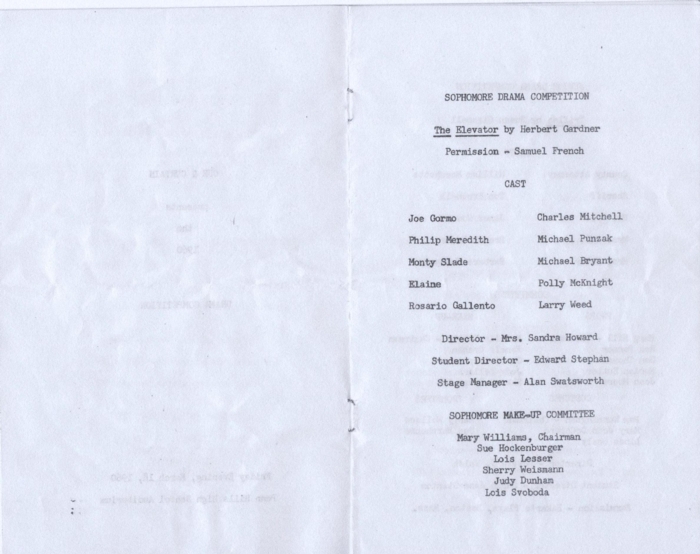 SOPHOMORE DRAMA COMPETITION
The Elevator by Herbert Gardner
Permission - Samuel French
CAST
Joe Gormo Charles Mitchell
Philip Meredith Michael Punzak
Monty Slade Michael Bryant
Elaine Polly McKnight
Rosario Gallento Larry Weed
Director - Mrs. Sandra Howard
Student Director - Edward Stephan
Stage Manager - Alan Swatsworth
SOPHOMORE MAKE-UP COMMITTEE
Mary Williams, Chairman
Sue Hockenburger
Lois Lesser
Sherry Weismann
Judy Dunham
Lois Svoboda